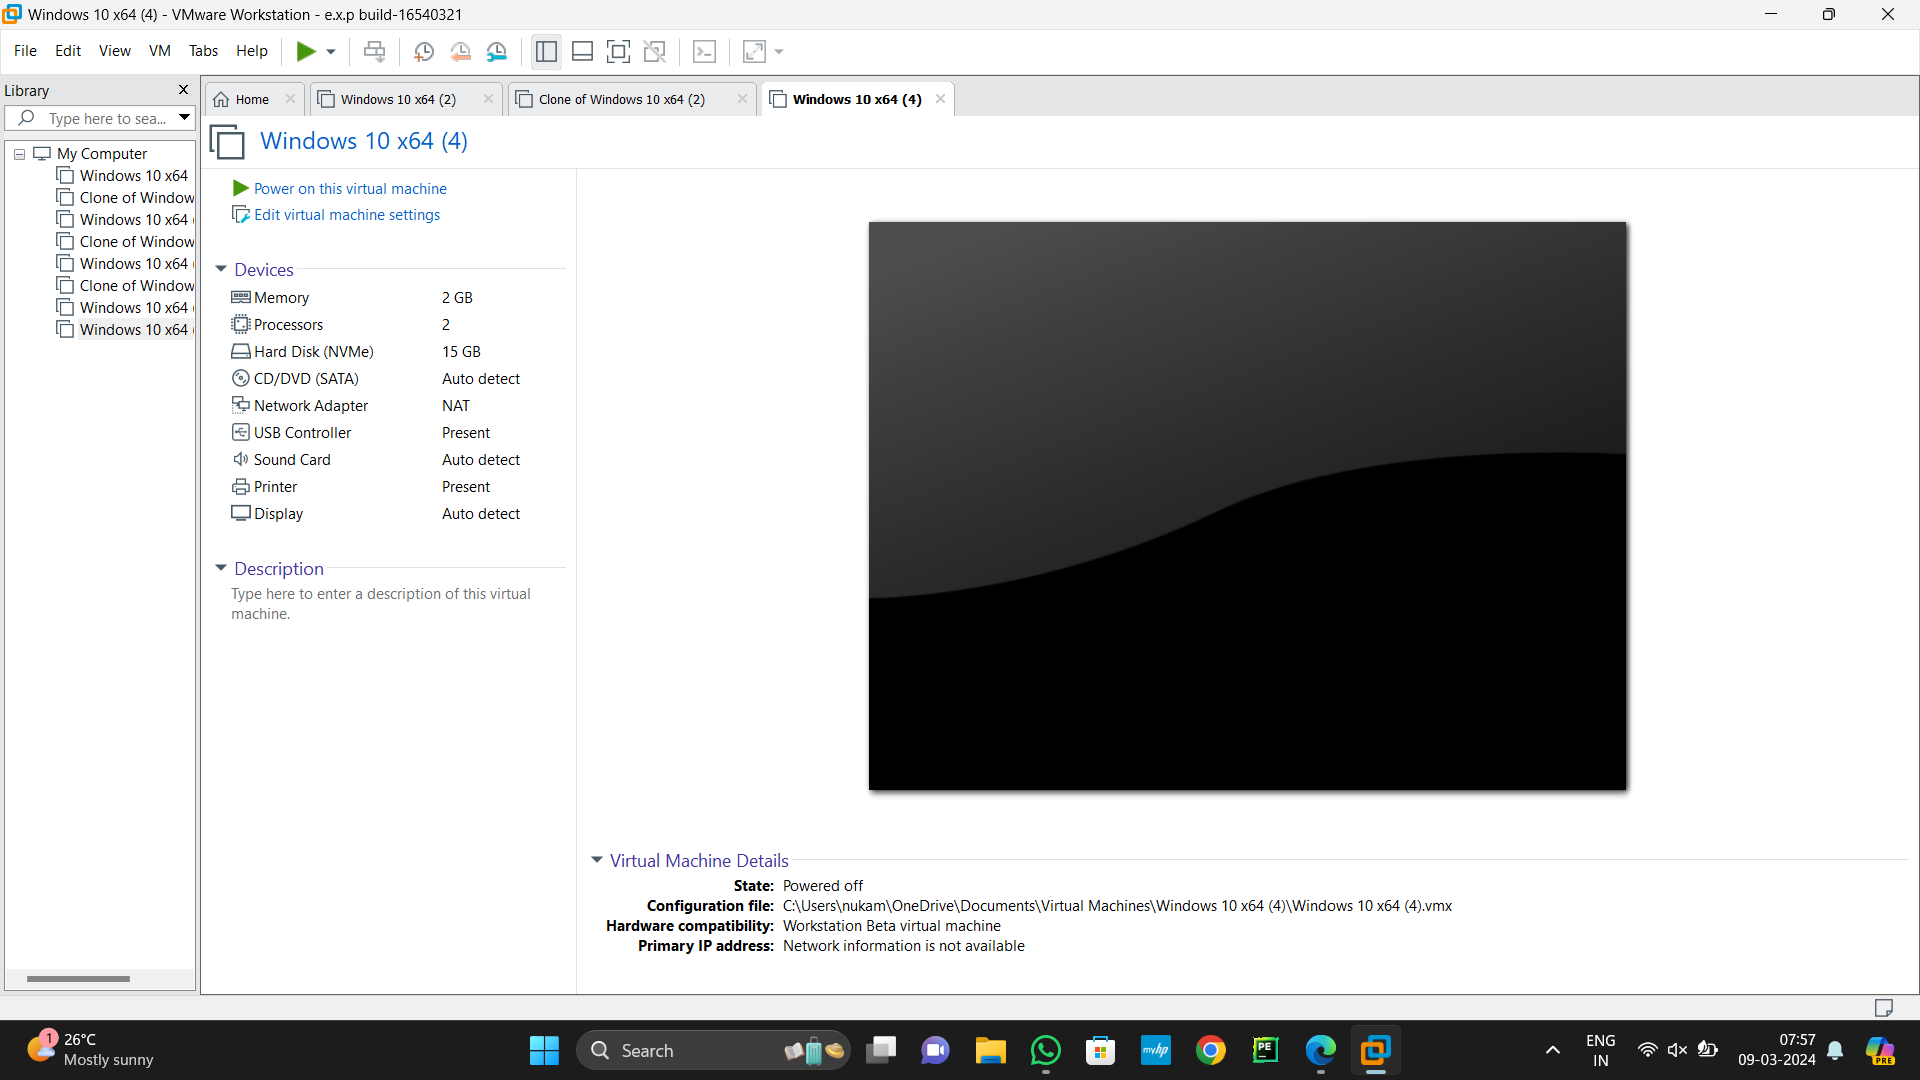 Windows 10 x64 (4) - VMware Workstation - e.x.p build-16540321
File Edit View VM Tabs Help
Library
Type here to sea...
My Computer
Windows 10 x64
Clone of Window
Windows 10 x64
Clone of Window
Windows 10 x64
Clone of Window
Windows 10 x64
Windows 10 x64
Home
Windows 10 x64 (2)
Clone of Windows 10 x64 (2)
Windows 10 x64 (4)
Windows 10 x64 (4)
Power on this virtual machine
Edit virtual machine settings
Devices
Memory 2 GB
Processors 2
Hard Disk (NVMe) 15 GB
CD/DVD (SATA) Auto detect
Network Adapter NAT
USB Controller Present
Sound Card Auto detect
Printer Present
Display Auto detect
Description
Type here to enter a description of this virtual
machine.
Virtual Machine Details
State: Powered off
Configuration file: C:\Users\nukam\OneDrive\Documents\Virtual Machines\Windows 10 x64 (4)\Windows 10 x64 (4).vmx
Hardware compatibility: Workstation Beta virtual machine
Primary IP address: Network information is not available
1
26°C
Mostly sunny
Search
myhp
PE
ENG
IN
07:57
09-03-2024
PRE